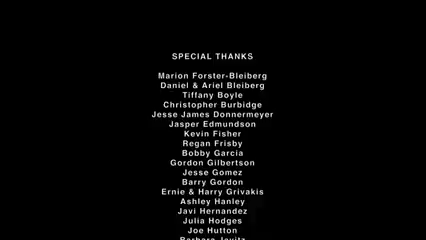 SPECIAL THANKS
Marion Forster-Bleiberg
Daniel & Ariel Bleiberg
Tiffany Boyle
Christopher Burbidge
Jesse James Donnermeyer
Jasper Edmundson
Kevin Fisher
Regan Frisby
Bobby Garcia
Gordon Gilbertson
Jesse Gomez
Barry Gordon
Ernie & Harry Grivakis
Ashley Hanley
Javi Hernandez
Julia Hodges
Joe Hutton
Barbara Javitz